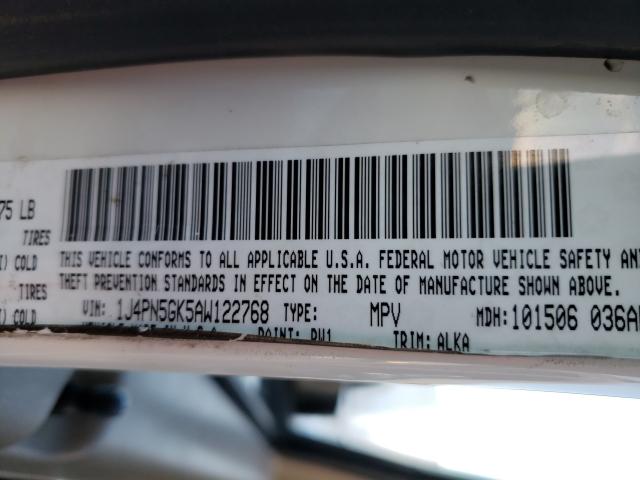 75 LB
TIRES
THIS VEHICLE CONFORMS TO ALL APPLICABLE U.S.A. FEDERAL MOTOR VEHICLE SAFETY AND
) COLD
THEFT PREVENTION STANDARDS IN EFFECT ON THE DATE OF MANUFACTURE SHOWN ABOVE.
TIRES
) COLD
VIN: 1J4PN5GK5AW122768 TYPE: MPV MDH:101506 036A
PAINT: PW1 TRIM: ALKA